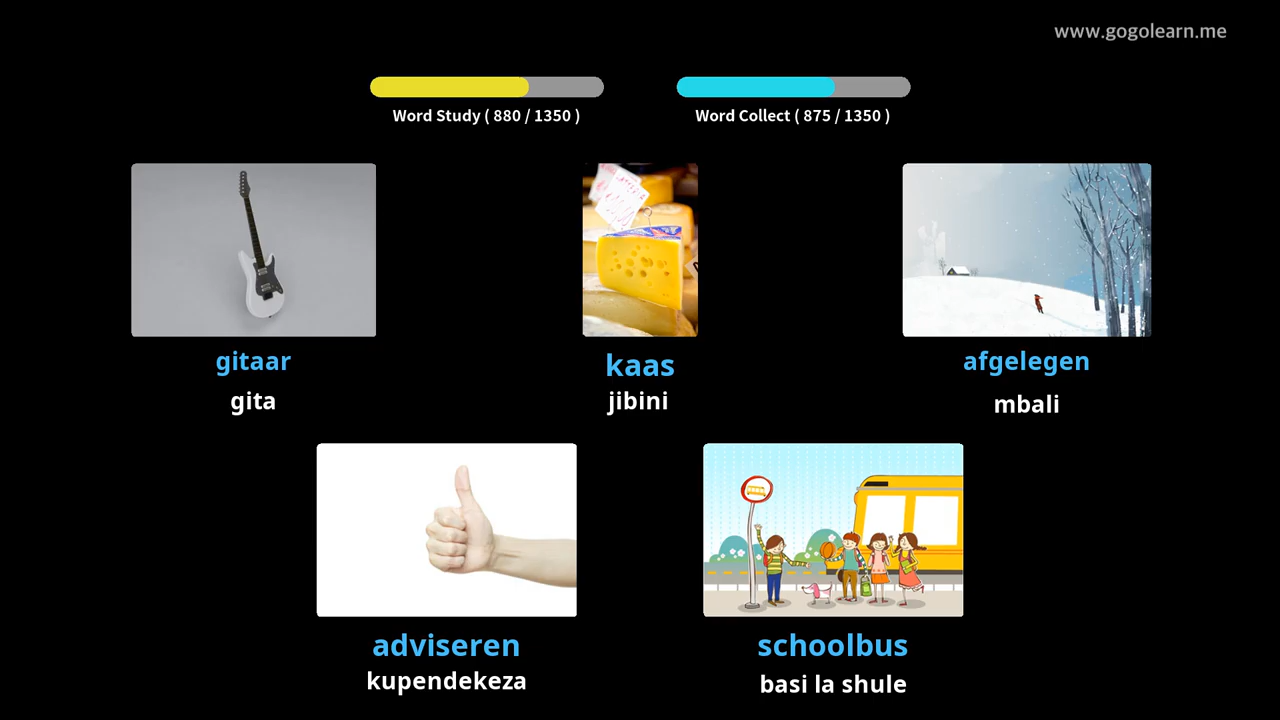 www.gogolearn.me
Word Study ( 880 / 1350 )
Word Collect ( 875 / 1350 )
gitaar
gita
kaas
jibini
afgelegen
mbali
adviseren
kupendekeza
schoolbus
basi la shule